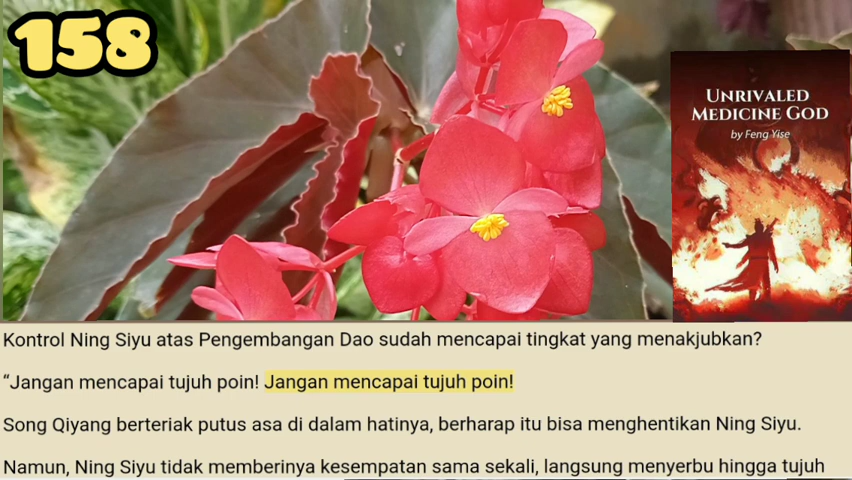 158
UNRIVALED
MEDICINE GOD
by Feng Yise
Kontrol Ning Siyu atas Pengembangan Dao sudah mencapai tingkat yang menakjubkan?
“Jangan mencapai tujuh poin! Jangan mencapai tujuh poin!
Song Qiyang berteriak putus asa di dalam hatinya, berharap itu bisa menghentikan Ning Siyu.
Namun, Ning Siyu tidak memberinya kesempatan sama sekali, langsung menyerbu hingga tujuh